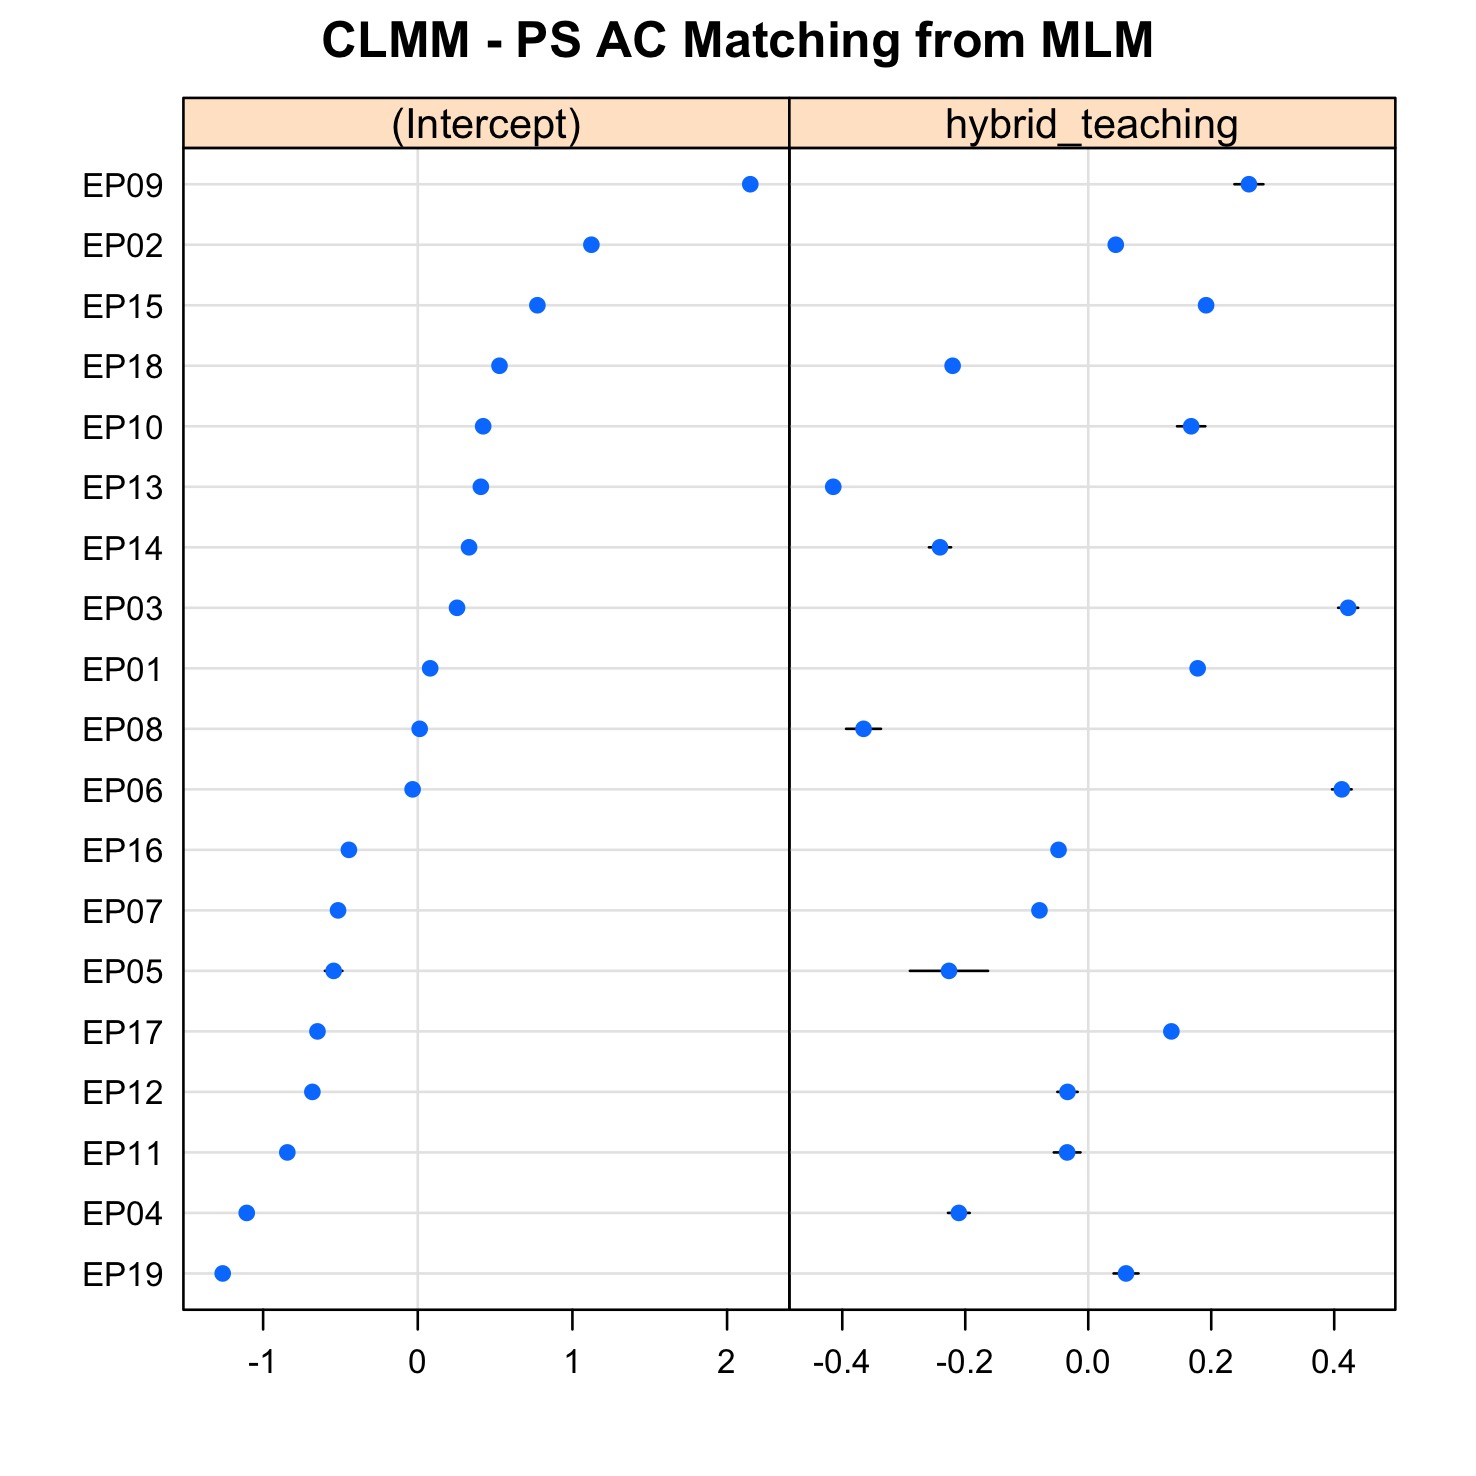 CLMM - PS AC Matching from MLM
(Intercept) hybrid_teaching
EP09
EP02
EP15
EP18
EP10
EP13
EP14
EP03
EP01
EP08
EP06
EP16
EP07
EP05
EP17
EP12
EP11
EP04
EP19
-1 0 1 2 -0.4 -0.2 0.0 0.2 0.4